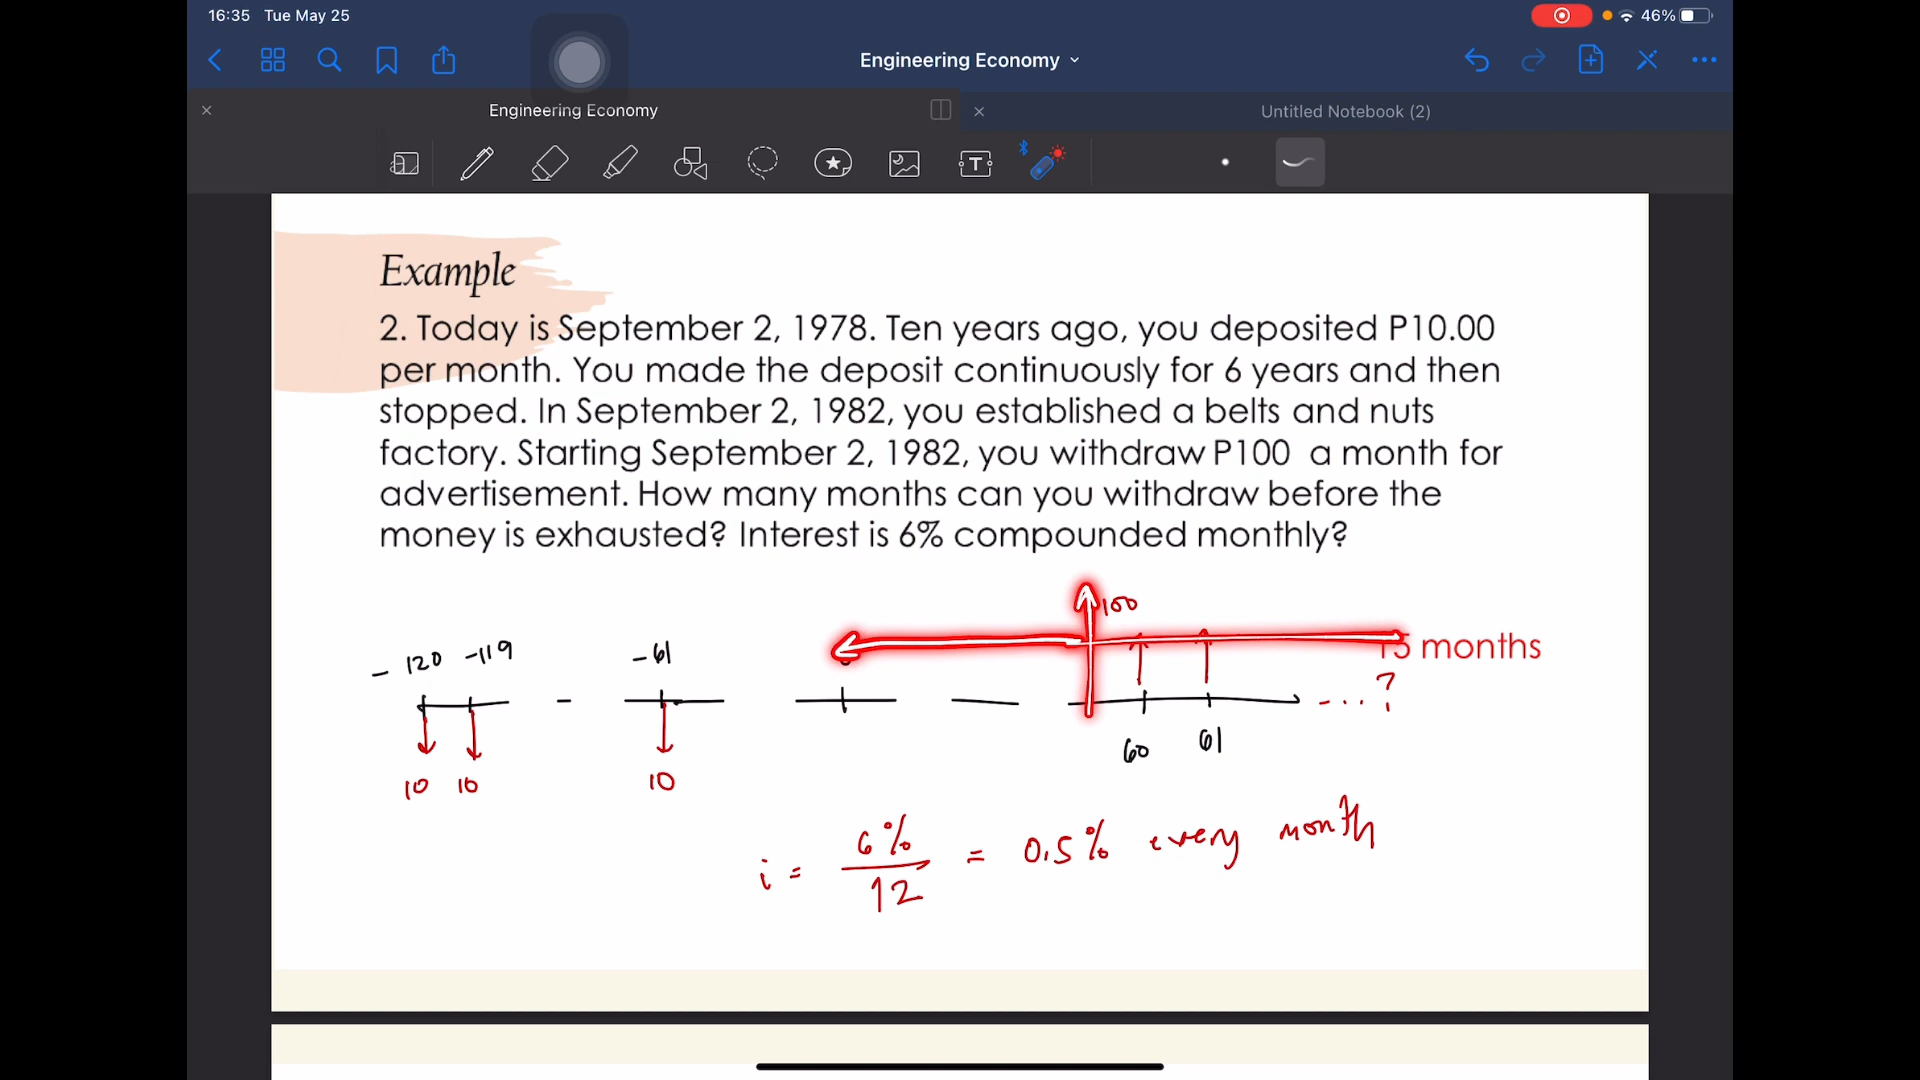 16:35 Tue May 25
46%
Engineering Economy
Engineering Economy
Untitled Notebook (2)
Example
2. Today is September 2, 1978. Ten years ago, you deposited P10.00
per month. You made the deposit continuously for 6 years and then
stopped. In September 2, 1982, you established a belts and nuts
factory. Starting September 2, 1982, you withdraw P100 a month for
advertisement. How many months can you withdraw before the
money is exhausted? Interest is 6% compounded monthly?
100
- 120 -119 -61
months
- ... ?
60 61
10 10 10
i = 6% / 12 = 0.5% every month